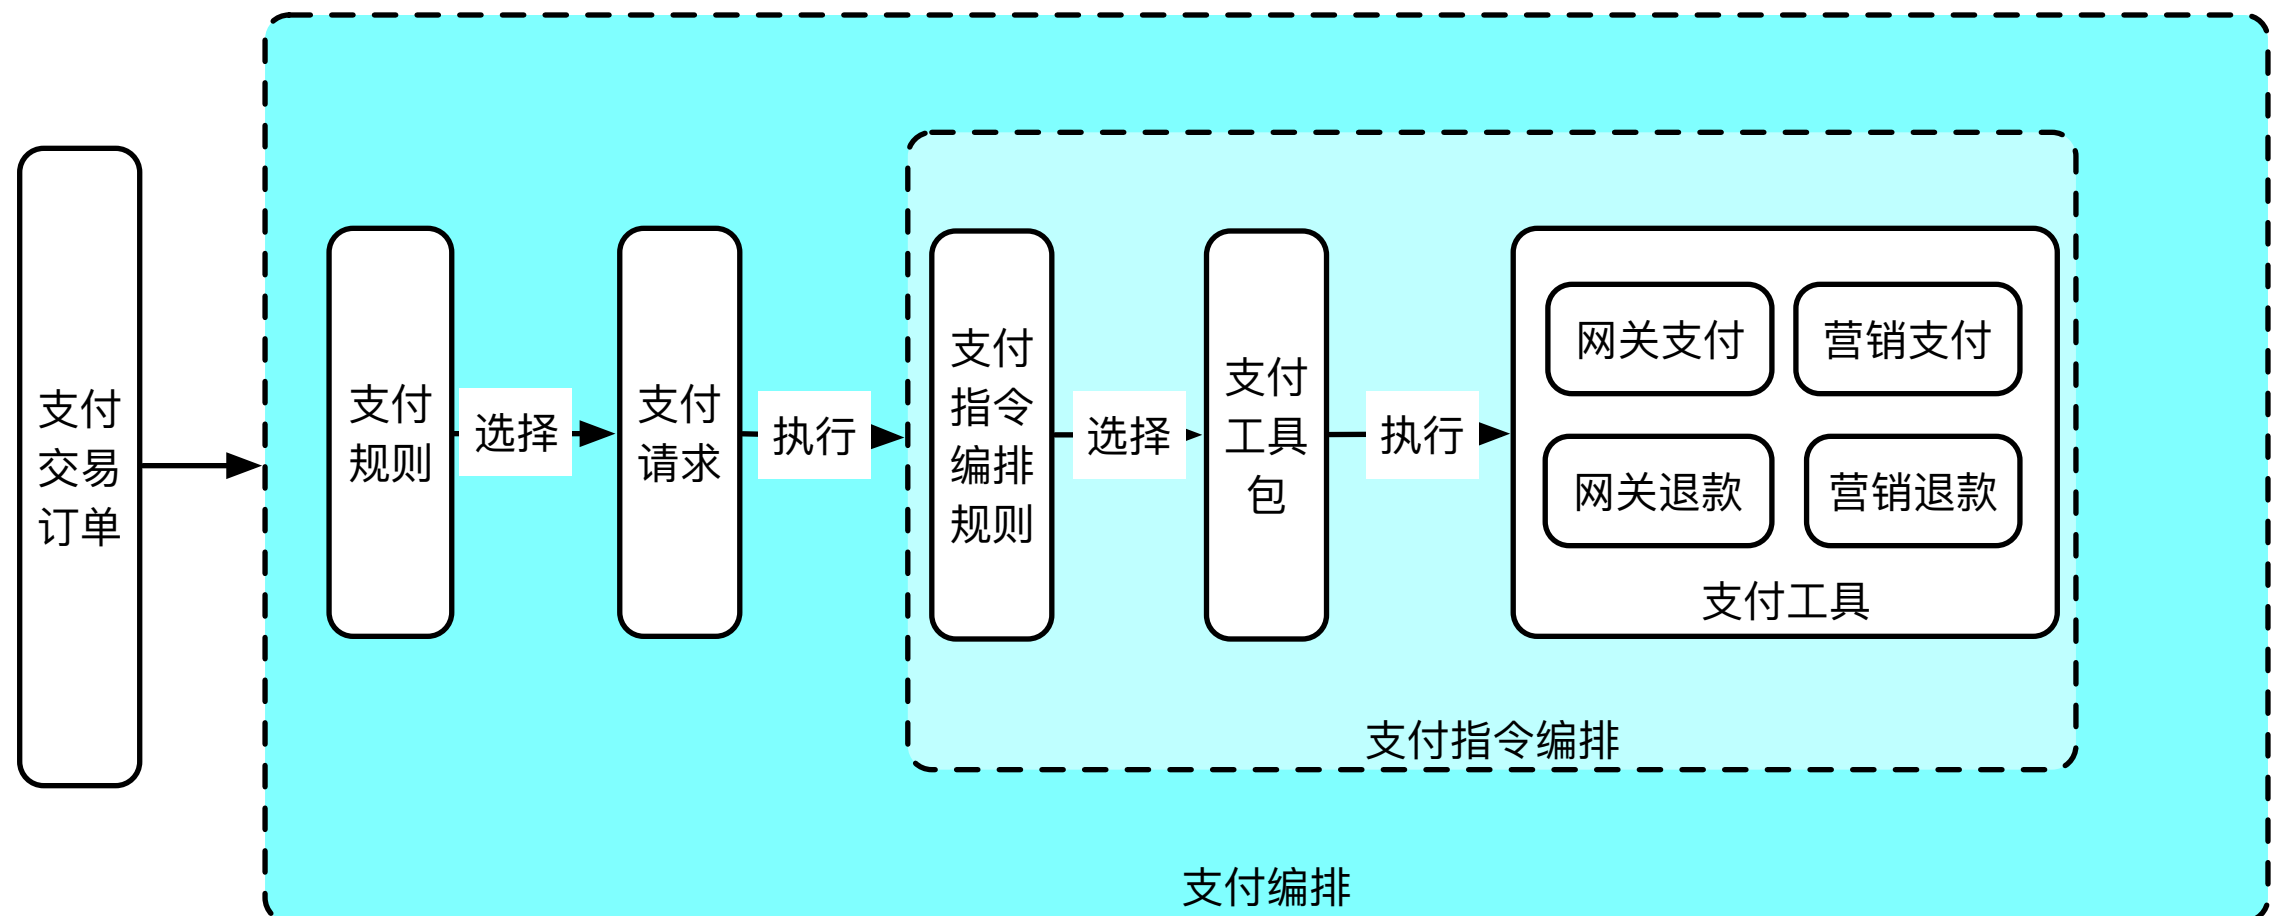 支付
交易
订单
支付
规则
选择
支付
请求
执行
支付
指令
编排
规则
选择
支付
工具
包
执行
网关支付
营销支付
网关退款
营销退款
支付工具
支付指令编排
支付编排